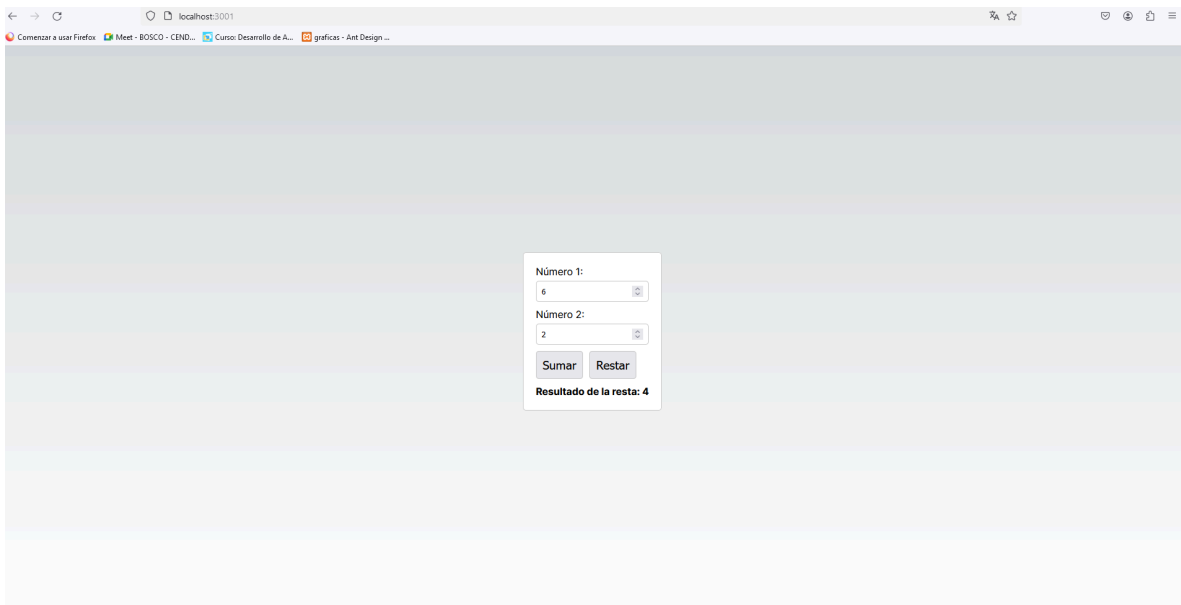 localhost:3001
Comenzar a usar Firefox Meet - BOSCO - CEND... Curso: Desarrollo de A... graficas - Ant Design ...
Número 1:
6
Número 2:
2
Sumar Restar
Resultado de la resta: 4